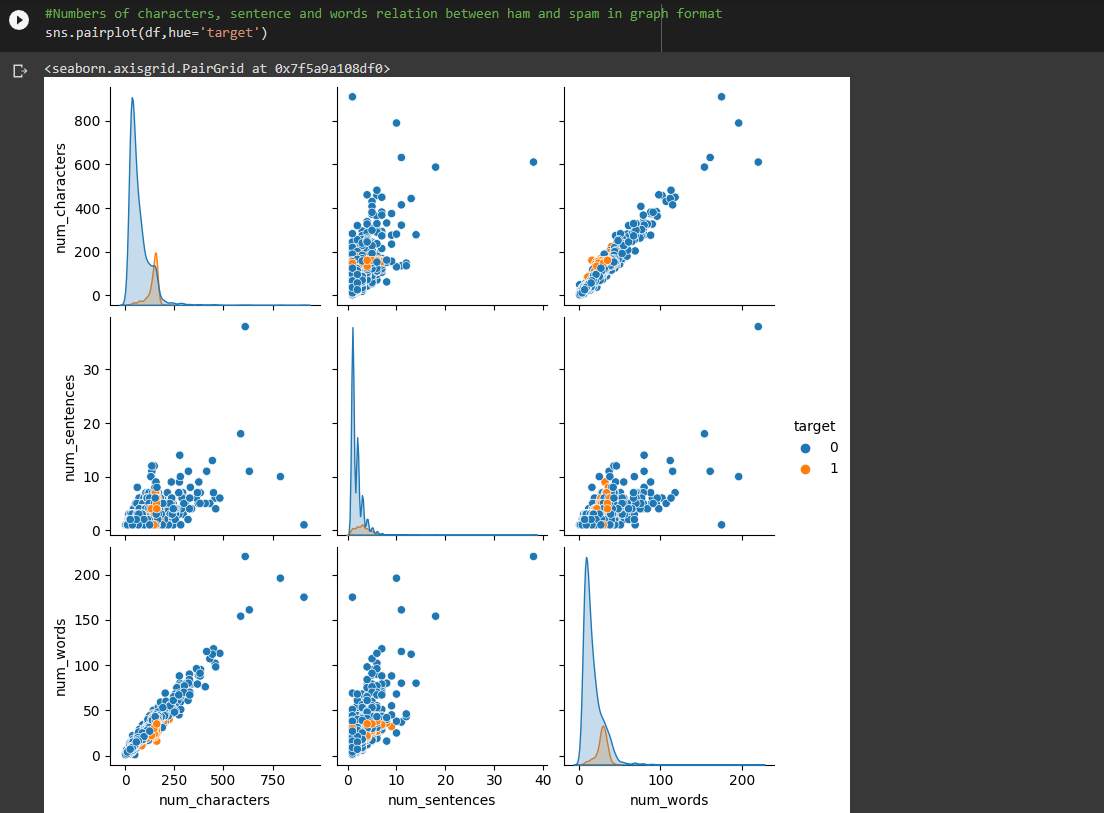 #Numbers of characters, sentence and words relation between ham and spam in graph format
sns.pairplot(df,hue='target')
<seaborn.axisgrid.PairGrid at 0x7f5a9a108df0>
num_characters
800
600
400
200
0
num_sentences
30
20
10
0
target
0
1
num_words
200
150
100
50
0
0 250 500 750
num_characters
0 10 20 30 40
num_sentences
0 100 200
num_words